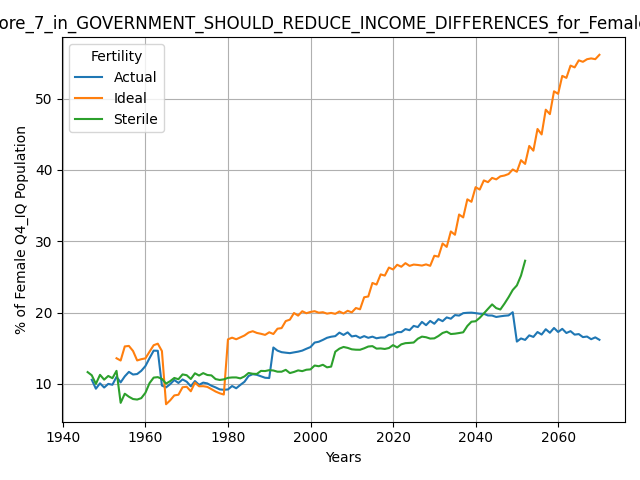 ore_7_in_GOVERNMENT_SHOULD_REDUCE_INCOME_DIFFERENCES_for_Female
Fertility
Actual
Ideal
Sterile
% of Female Q4_IQ Population
50
40
30
20
10
1940 1960 1980 2000 2020 2040 2060
Years